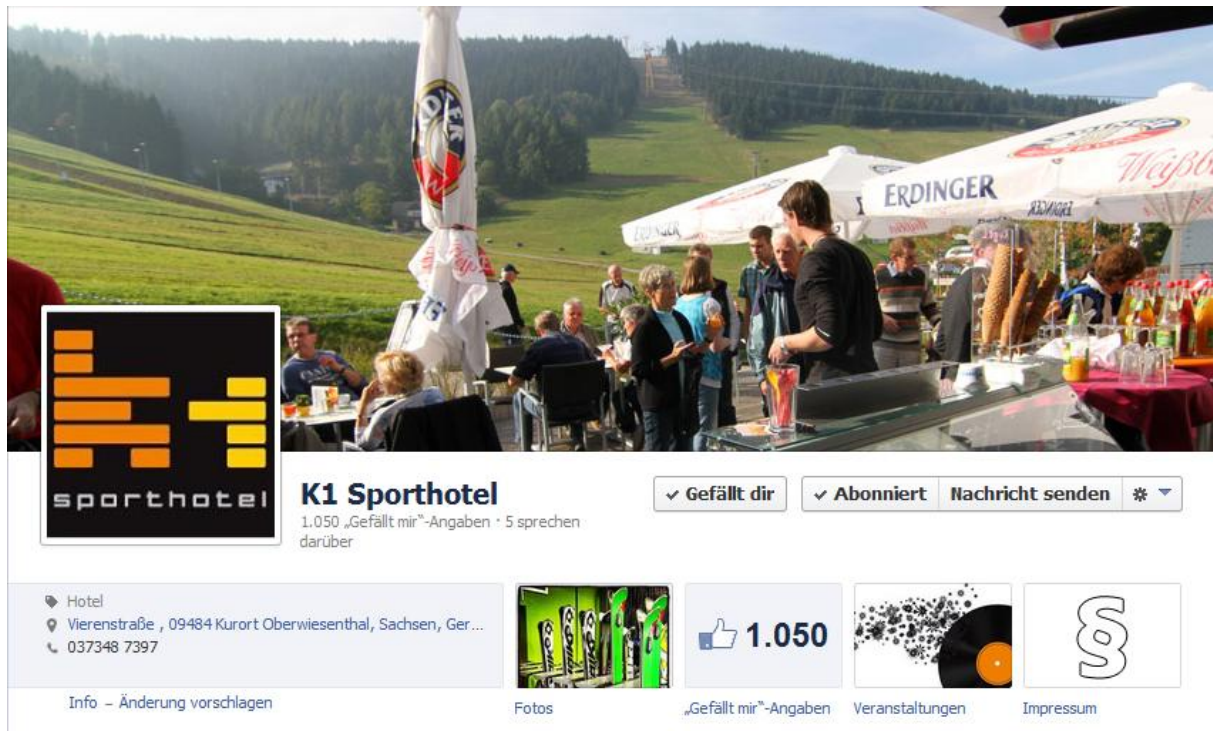 ERDINGER
Weißb
ERDINGER
ERDINGER
sporthotel
K1 Sporthotel
1.050 „Gefällt mir“-Angaben · 5 sprechen
darüber
✓ Gefällt dir
✓ Abonniert
Nachricht senden
Hotel
Vierenstraße , 09484 Kurort Oberwiesenthal, Sachsen, Ger...
037348 7397
1.050
§
Info – Änderung vorschlagen
Fotos
„Gefällt mir“-Angaben
Veranstaltungen
Impressum